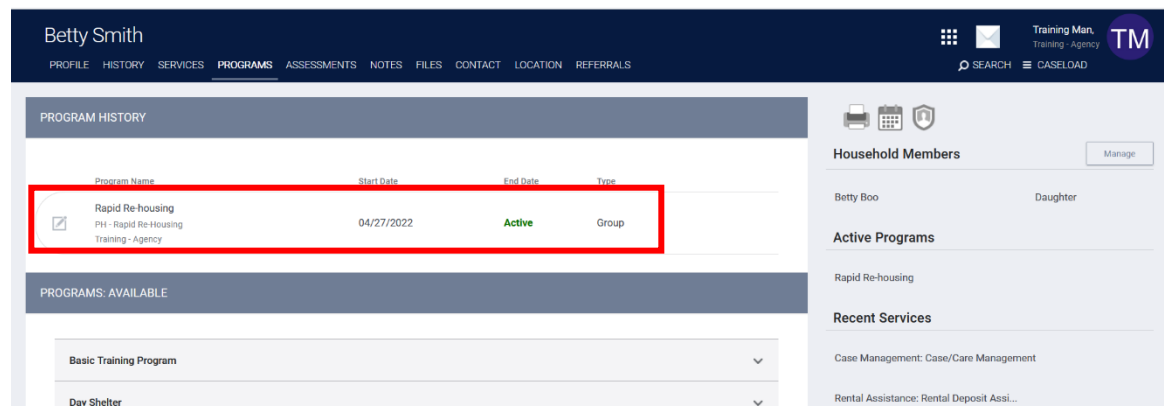 Betty Smith
Training Man,
Training - Agency
TM
PROFILE HISTORY SERVICES PROGRAMS ASSESSMENTS NOTES FILES CONTACT LOCATION REFERRALS
SEARCH CASELOAD
PROGRAM HISTORY
Program Name Start Date End Date Type
Rapid Re-housing
PH - Rapid Re-Housing
Training - Agency
04/27/2022 Active Group
PROGRAMS: AVAILABLE
Basic Training Program
Day Shelter
Household Members Manage
Betty Boo Daughter
Active Programs
Rapid Re-housing
Recent Services
Case Management: Case/Care Management
Rental Assistance: Rental Deposit Assi...